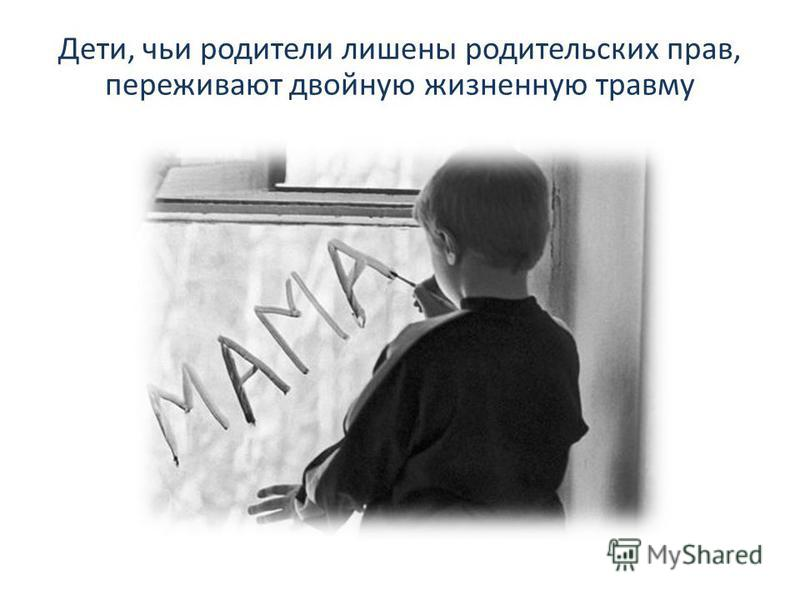 Дети, чьи родители лишены родительских прав,
переживают двойную жизненную травму
МАМА
MyShared